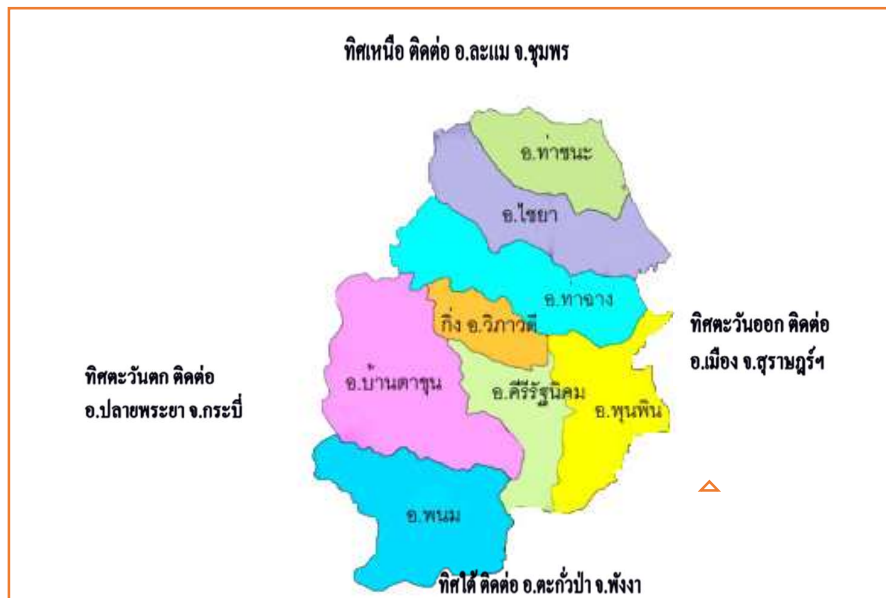 ทิศเหนือ ติดต่อ อ.ละแม จ.ชุมพร
อ.ท่าชนะ
อ.ไชยา
อ.ท่าฉาง
กิ่ง อ.วิภาวดี
ทิศตะวันออก ติดต่อ
อ.เมือง จ.สุราษฎร์ฯ
ทิศตะวันตก ติดต่อ
อ.ปลายพระยา จ.กระบี่
อ.บ้านตาขุน
อ.คีรีรัฐนิคม
อ.พุนพิน
อ.พนม
ทิศใต้ ติดต่อ อ.ตะกั่วป่า จ.พังงา